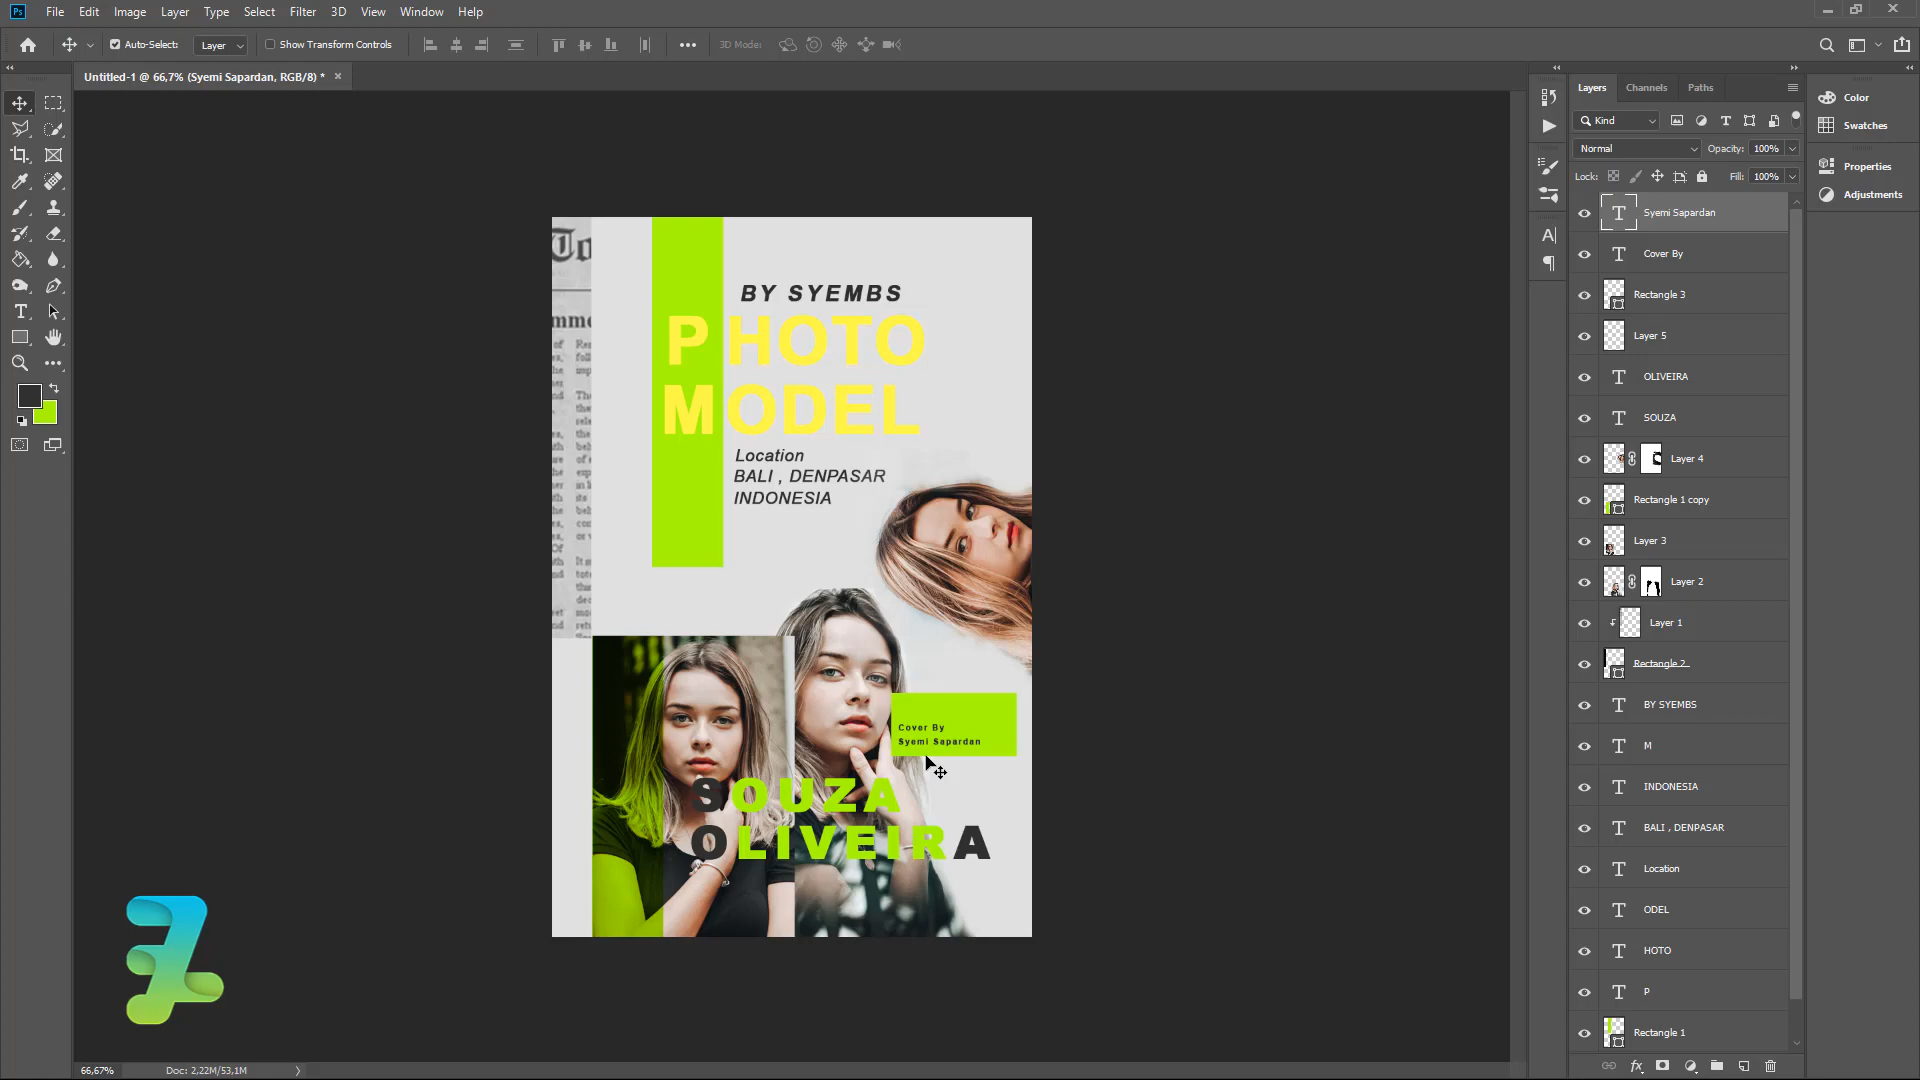 Ps
File Edit Image Layer Type Select Filter 3D View Window Help
Auto-Select: Layer Show Transform Controls 3D Mode:
Untitled-1 @ 66,7% (Syemi Sapardan, RGB/8) * ×
Layers Channels Paths
Kind
Normal Opacity: 100%
Lock: Fill: 100%
Syemi Sapardan
Cover By
Rectangle 3
Layer 5
OLIVEIRA
SOUZA
Layer 4
Rectangle 1 copy
Layer 3
Layer 2
Layer 1
Rectangle 2
BY SYEMBS
M
INDONESIA
BALI , DENPASAR
Location
ODEL
HOTO
P
Rectangle 1
Color
Swatches
Properties
Adjustments
BY SYEMBS
PHOTO
MODEL
Location
BALI , DENPASAR
INDONESIA
Cover By
Syemi Sapardan
SOUZA
OLIVEIRA
66,67% Doc: 2,22M/53,1M